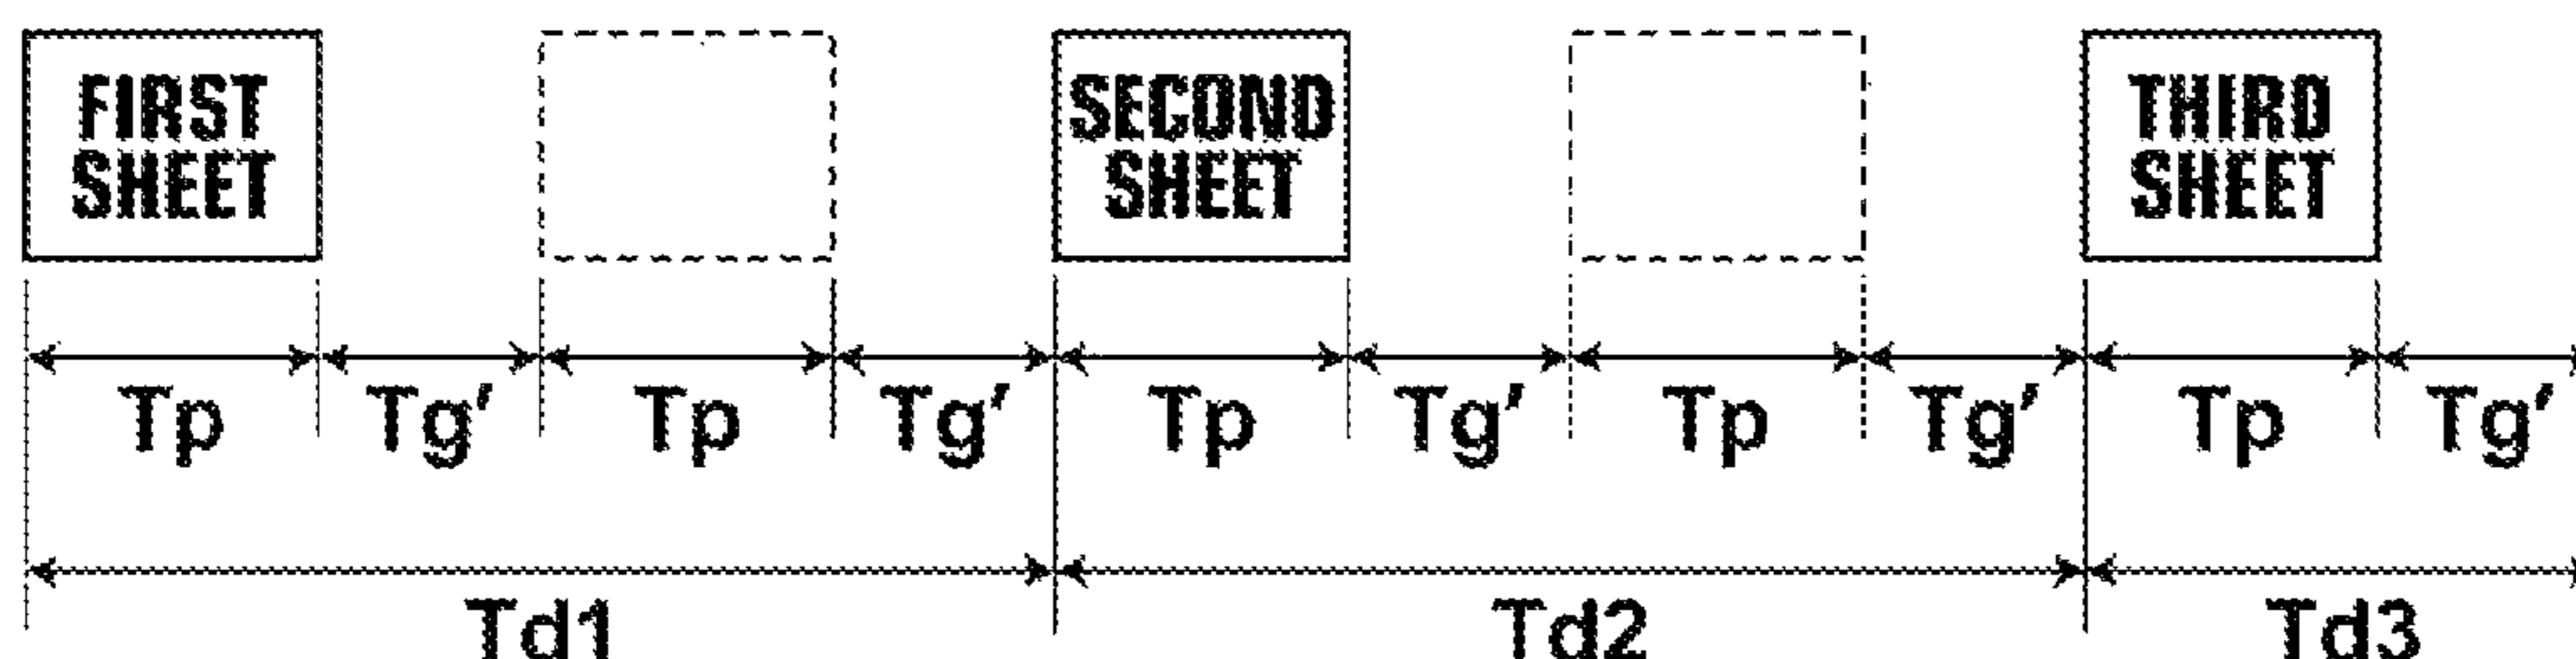 FIRST
SHEET
SECOND
SHEET
THIRD
SHEET
Tp Tg′ Tp Tg′ Tp Tg′ Tp Tg′ Tp Tg′
Td1 Td2 Td3